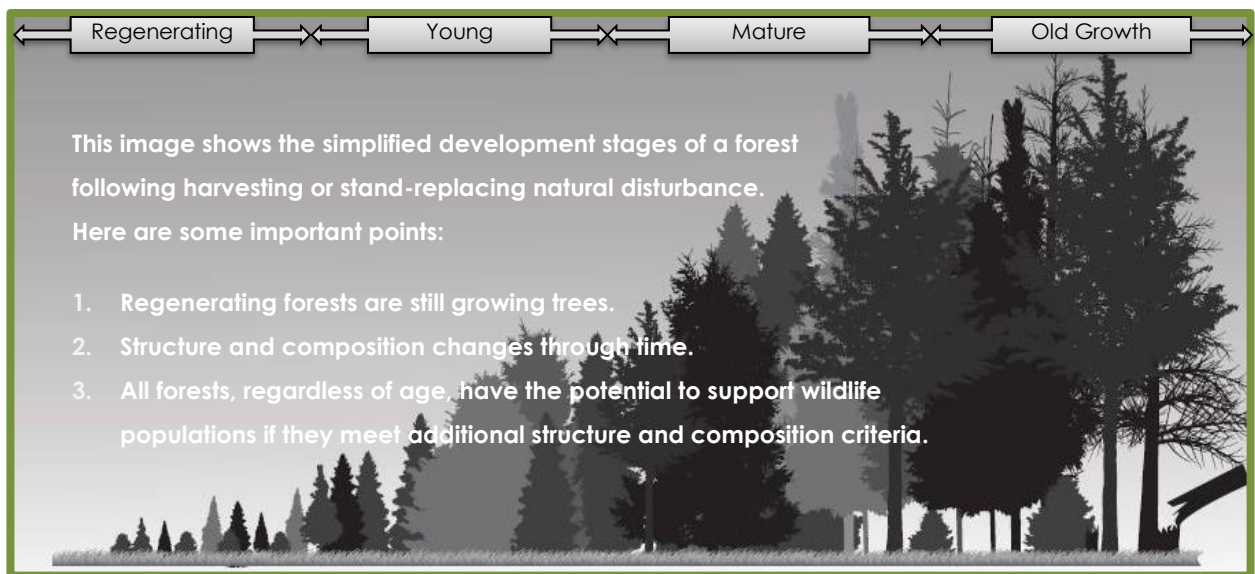 Regenerating Young Mature Old Growth
This image shows the simplified development stages of a forest
following harvesting or stand-replacing natural disturbance.
Here are some important points:
1. Regenerating forests are still growing trees.
2. Structure and composition changes through time.
3. All forests, regardless of age, have the potential to support wildlife
populations if they meet additional structure and composition criteria.